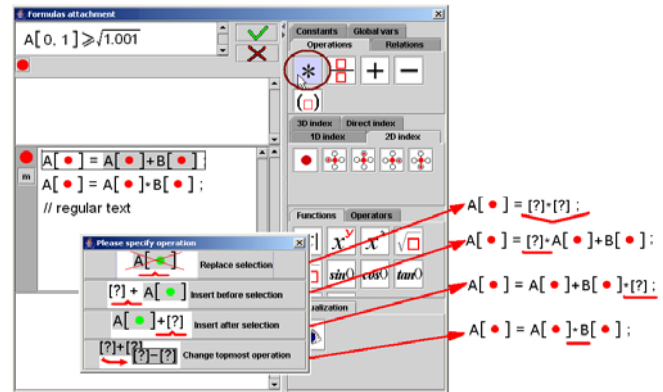 Formulas attachment
A[ 0, 1 ]⩾√1.001
Constants Global vars
Operations Relations
* + −
(□)
3D index Direct index
1D index 2D index
m
A[ ● ] = A[ ● ]+B[ ● ] ;
A[ ● ] = A[ ● ]*B[ ● ] ;
// regular text
Functions Operators
sin() cos() tan()
Please specify operation
A[ ● ] Replace selection
[?] + A[ ● ] Insert before selection
A[ ● ]+[?] Insert after selection
[?]+[?] [?]−[?] Change topmost operation
A[ ● ] = [?]*[?] ;
A[ ● ] = [?]*A[ ● ]+B[ ● ] ;
A[ ● ] = A[ ● ]+B[ ● ]*[?] ;
A[ ● ] = A[ ● ]*B[ ● ] ;